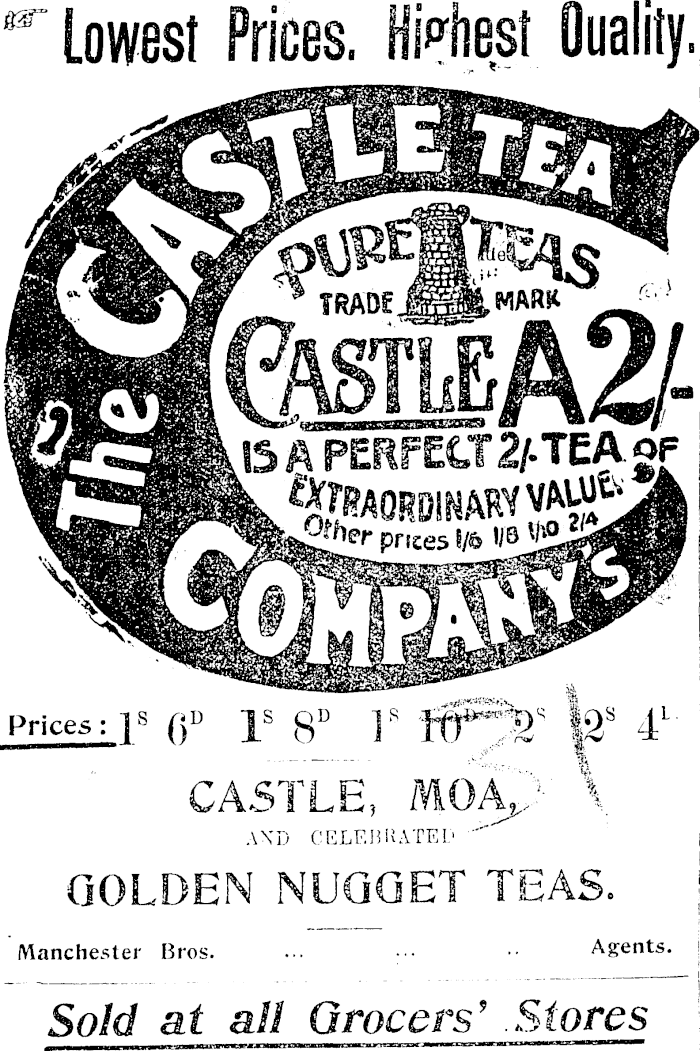 Lowest Prices. Highest Quality.
The CASTLE TEA
COMPANY'S
PURE TEAS
TRADE MARK
CASTLE A 2/-
IS A PERFECT 2/- TEA OF
EXTRAORDINARY VALUE.
Other prices 1/6 1/8 1/10 2/4
Prices: 1S 6D 1S 8D 1S 10D 2S 2S 4D
CASTLE, MOA,
AND CELEBRATED
GOLDEN NUGGET TEAS.
Manchester Bros. ... ... .. Agents.
Sold at all Grocers' Stores